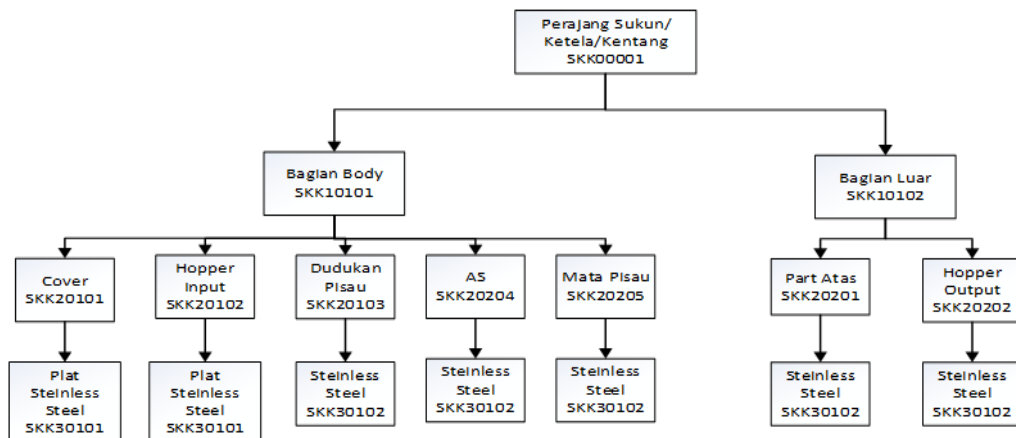 Perajang Sukun/
Ketela/Kentang
SKK00001
Bagian Body
SKK10101
Bagian Luar
SKK10102
Cover
SKK20101
Hopper
Input
SKK20102
Dudukan
Pisau
SKK20103
AS
SKK20204
Mata Pisau
SKK20205
Part Atas
SKK20201
Hopper
Output
SKK20202
Plat
Steinless
Steel
SKK30101
Plat
Steinless
Steel
SKK30101
Steinless
Steel
SKK30102
Steinless
Steel
SKK30102
Steinless
Steel
SKK30102
Steinless
Steel
SKK30102
Steinless
Steel
SKK30102